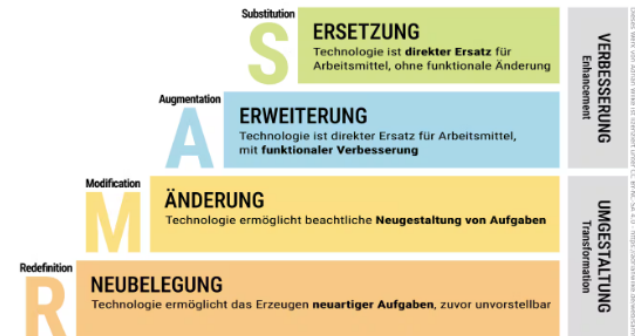 Substitution
S
ERSETZUNG
Technologie ist direkter Ersatz für
Arbeitsmittel, ohne funktionale Änderung
Augmentation
A
ERWEITERUNG
Technologie ist direkter Ersatz für Arbeitsmittel,
mit funktionaler Verbesserung
VERBESSERUNG
Enhancement
Modification
M
ÄNDERUNG
Technologie ermöglicht beachtliche Neugestaltung von Aufgaben
Redefinition
R
NEUBELEGUNG
Technologie ermöglicht das Erzeugen neuartiger Aufgaben, zuvor unvorstellbar
UMGESTALTUNG
Transformation